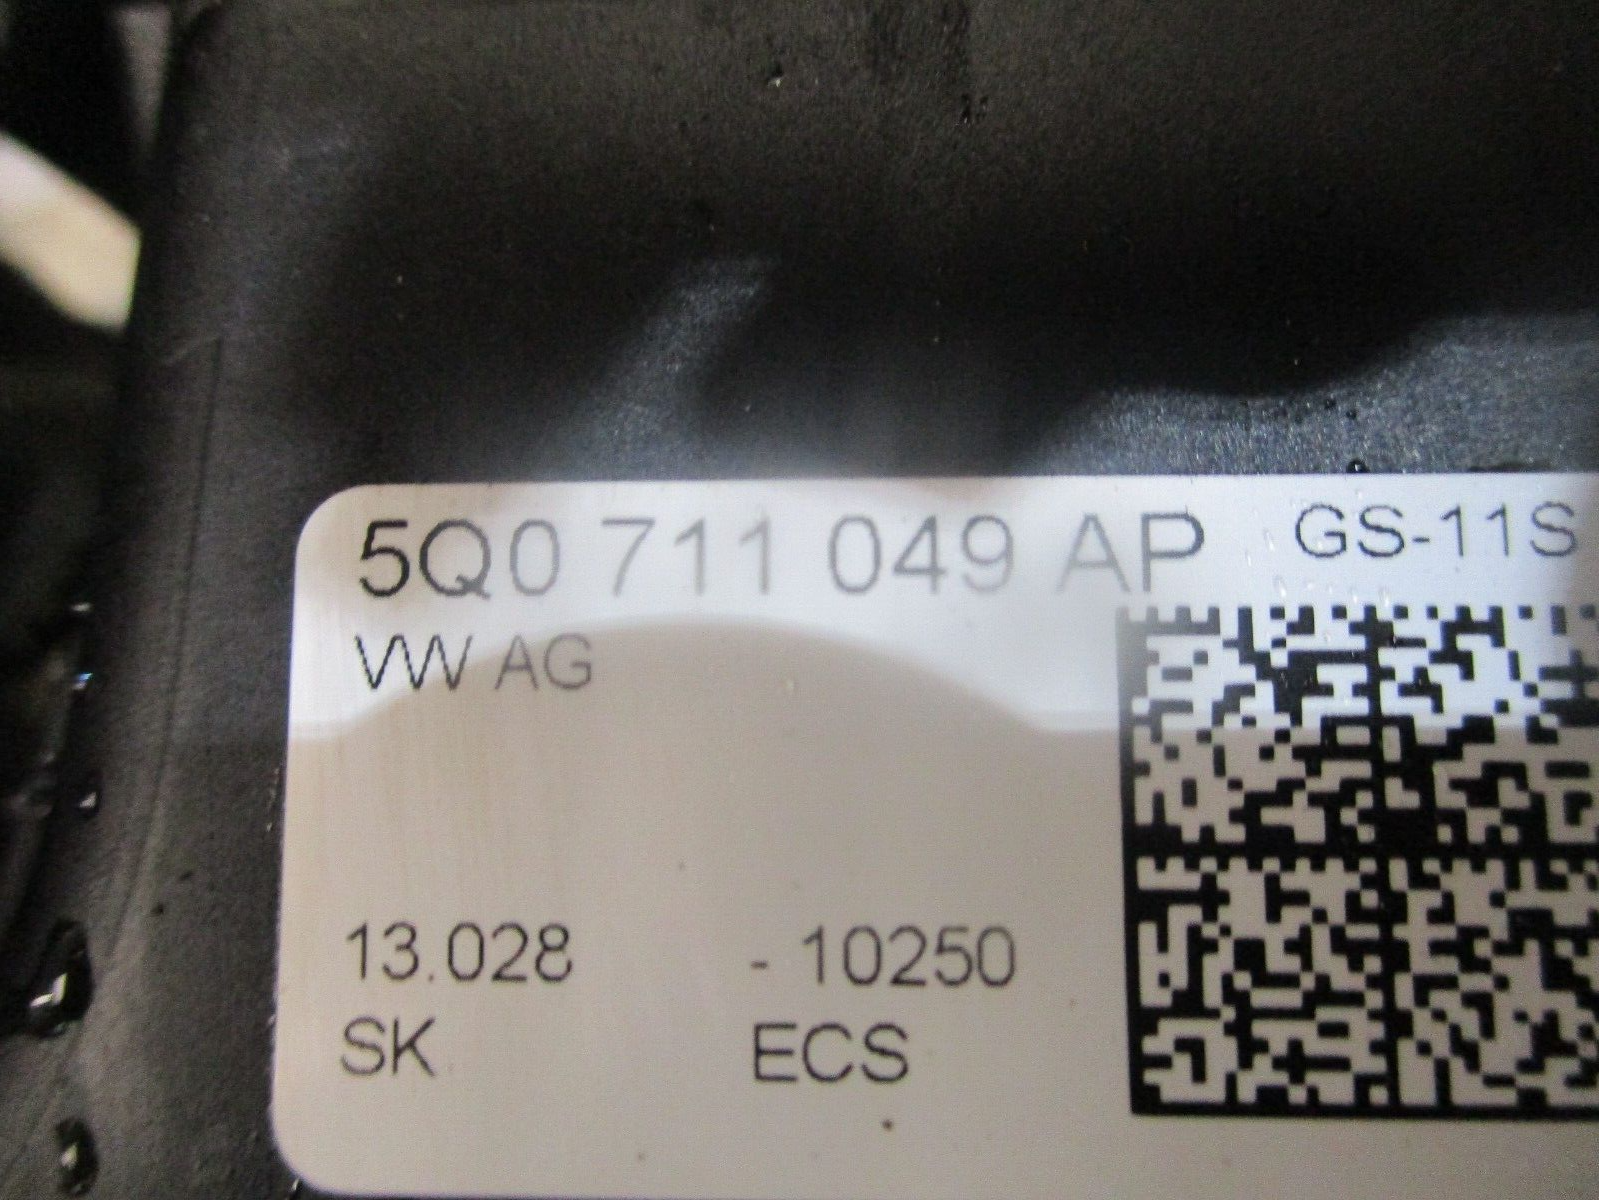 5Q0 711 049 AP GS-11S
VW AG
13.028 - 10250
SK ECS